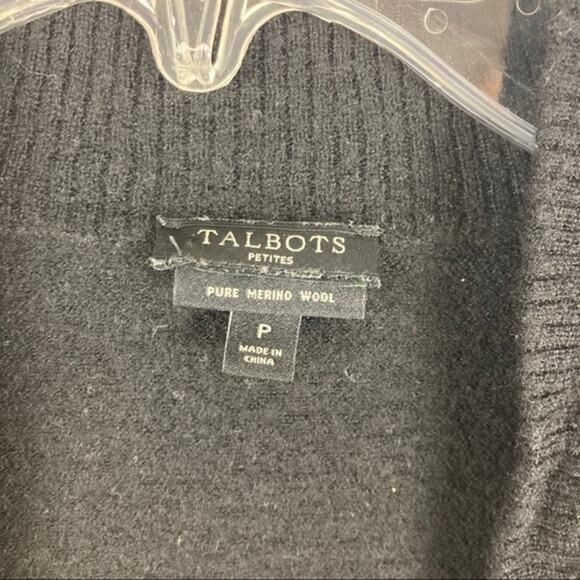 TALBOTS
PETITES
PURE MERINO WOOL
P
MADE IN
CHINA